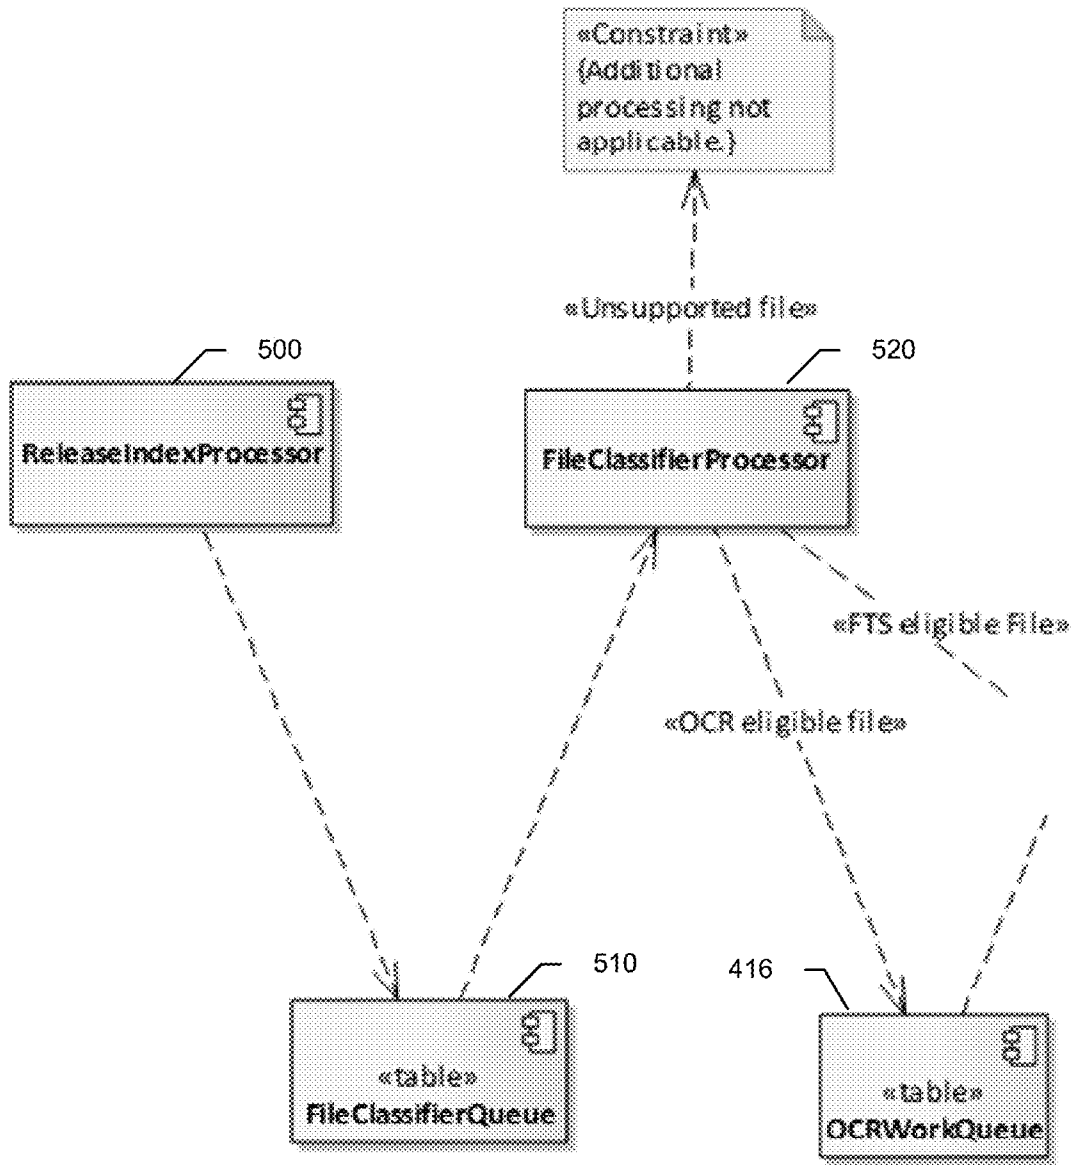 «Constraint»
{Additional
processing not
applicable.}
«Unsupported file»
500
520
ReleaseIndexProcessor
FileClassifierProcessor
«FTS eligible File»
«OCR eligible file»
510
416
«table»
FileClassifierQueue
«table»
OCRWorkQueue